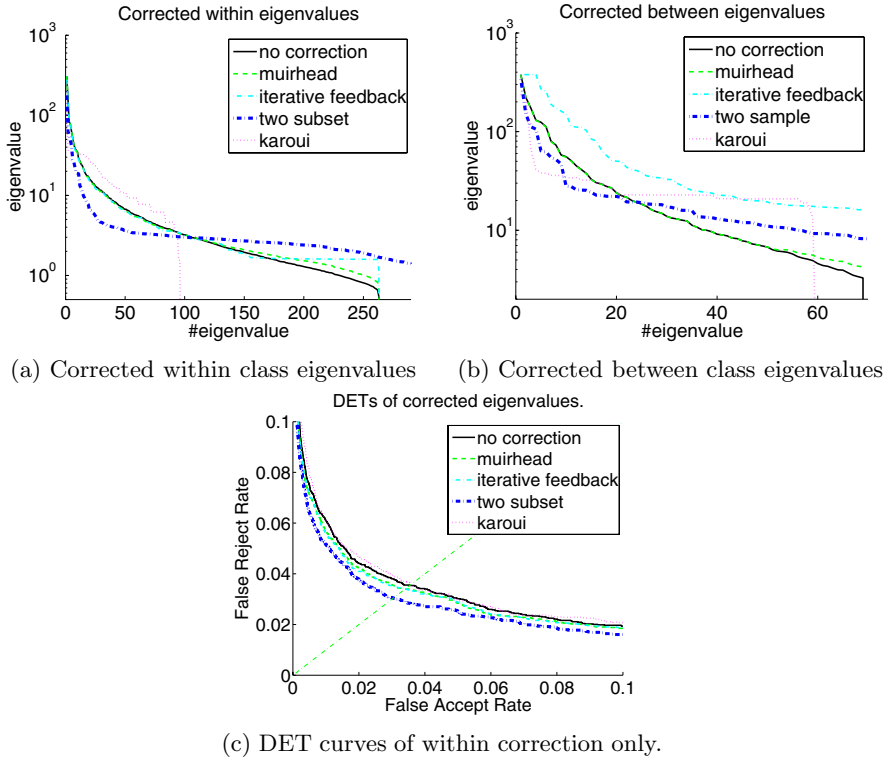 Corrected within eigenvalues
10^3
10^2
10^1
10^0
eigenvalue
no correction
muirhead
iterative feedback
two subset
karoui
0 50 100 150 200 250
#eigenvalue
(a) Corrected within class eigenvalues
Corrected between eigenvalues
10^3
10^2
10^1
eigenvalue
no correction
muirhead
iterative feedback
two sample
karoui
0 20 40 60
#eigenvalue
(b) Corrected between class eigenvalues
DETs of corrected eigenvalues.
0.1
0.08
0.06
0.04
0.02
0
False Reject Rate
no correction
muirhead
iterative feedback
two subset
karoui
0 0.02 0.04 0.06 0.08 0.1
False Accept Rate
(c) DET curves of within correction only.